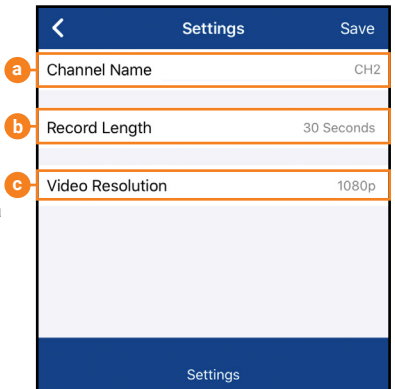 Settings Save
a Channel Name CH2
b Record Length 30 Seconds
c Video Resolution 1080p
Settings